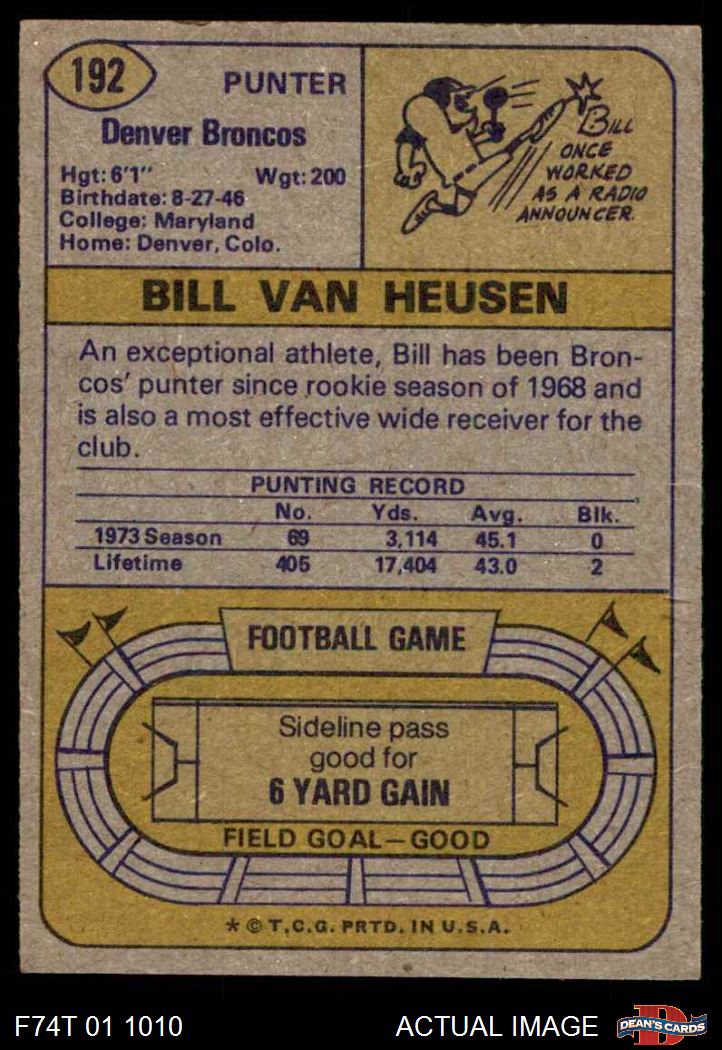 192
PUNTER
Denver Broncos
Hgt: 6'1" Wgt: 200
Birthdate: 8-27-46
College: Maryland
Home: Denver, Colo.
BILL
ONCE
WORKED
AS A RADIO
ANNOUNCER.
BILL VAN HEUSEN
An exceptional athlete, Bill has been Bron-
cos' punter since rookie season of 1968 and
is also a most effective wide receiver for the
club.
PUNTING RECORD
No. Yds. Avg. Blk.
1973 Season 69 3,114 45.1 0
Lifetime 405 17,404 43.0 2
FOOTBALL GAME
Sideline pass
good for
6 YARD GAIN
FIELD GOAL—GOOD
* © T.C.G. PRTD. IN U.S.A.
F74T 01 1010 ACTUAL IMAGE D DEAN'S CARDS